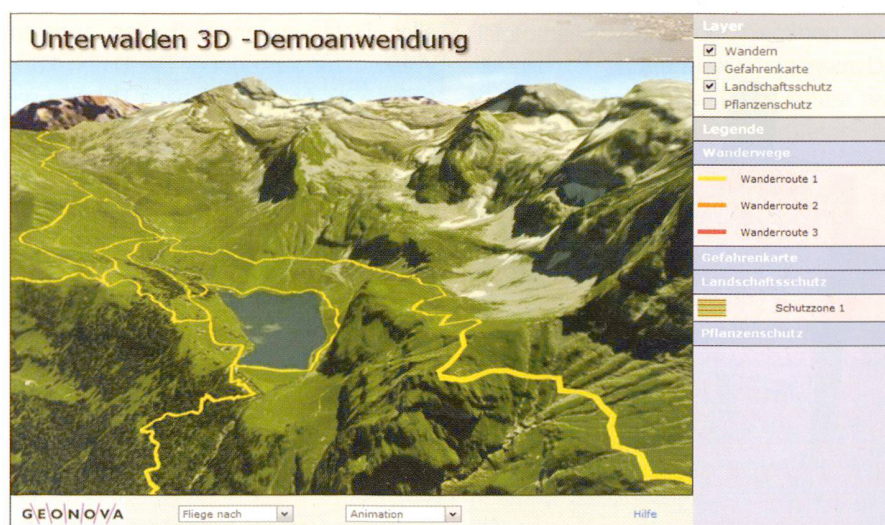 Unterwalden 3D -Demoanwendung
Layer
Wandern
Gefahrenkarte
Landschaftsschutz
Pflanzenschutz
Legende
Wanderwege
Wanderroute 1
Wanderroute 2
Wanderroute 3
Gefahrenkarte
Landschaftsschutz
Schutzzone 1
Pflanzenschutz
GEONOVA
Fliege nach
Animation
Hilfe